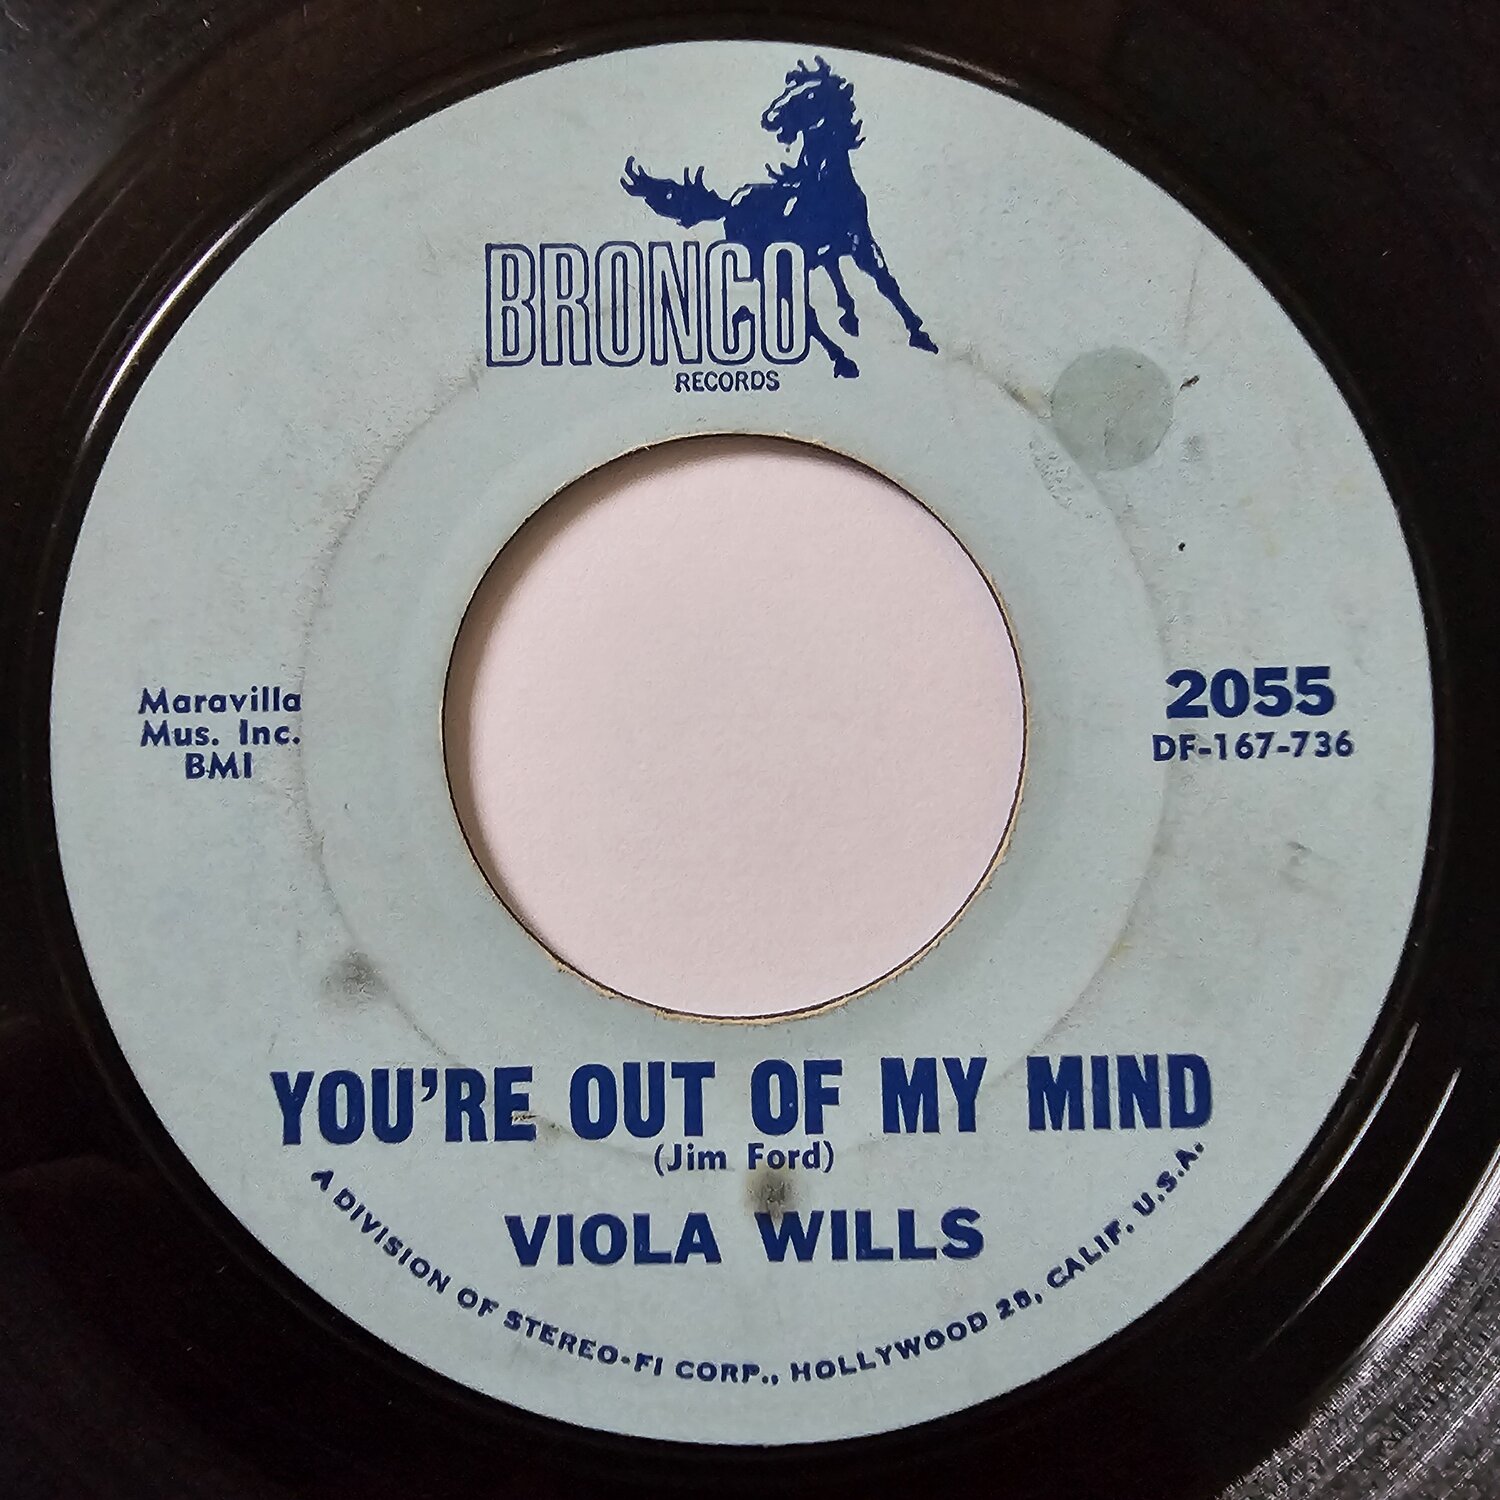 BRONCO
RECORDS
Maravilla
Mus. Inc.
BMI
2055
DF-167-736
YOU'RE OUT OF MY MIND
(Jim Ford)
VIOLA WILLS
A DIVISION OF STEREO-FI CORP., HOLLYWOOD 28, CALIF. U.S.A.